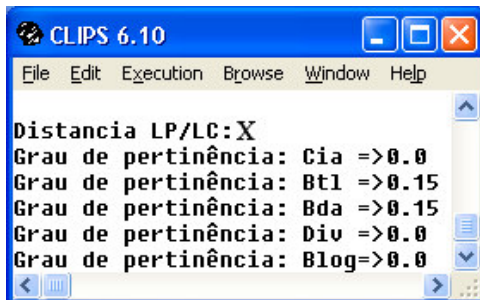 CLIPS 6.10
File Edit Execution Browse Window Help
Distancia LP/LC:X
Grau de pertinência: Cia =>0.0
Grau de pertinência: Btl =>0.15
Grau de pertinência: Bda =>0.15
Grau de pertinência: Div =>0.0
Grau de pertinência: Blog=>0.0